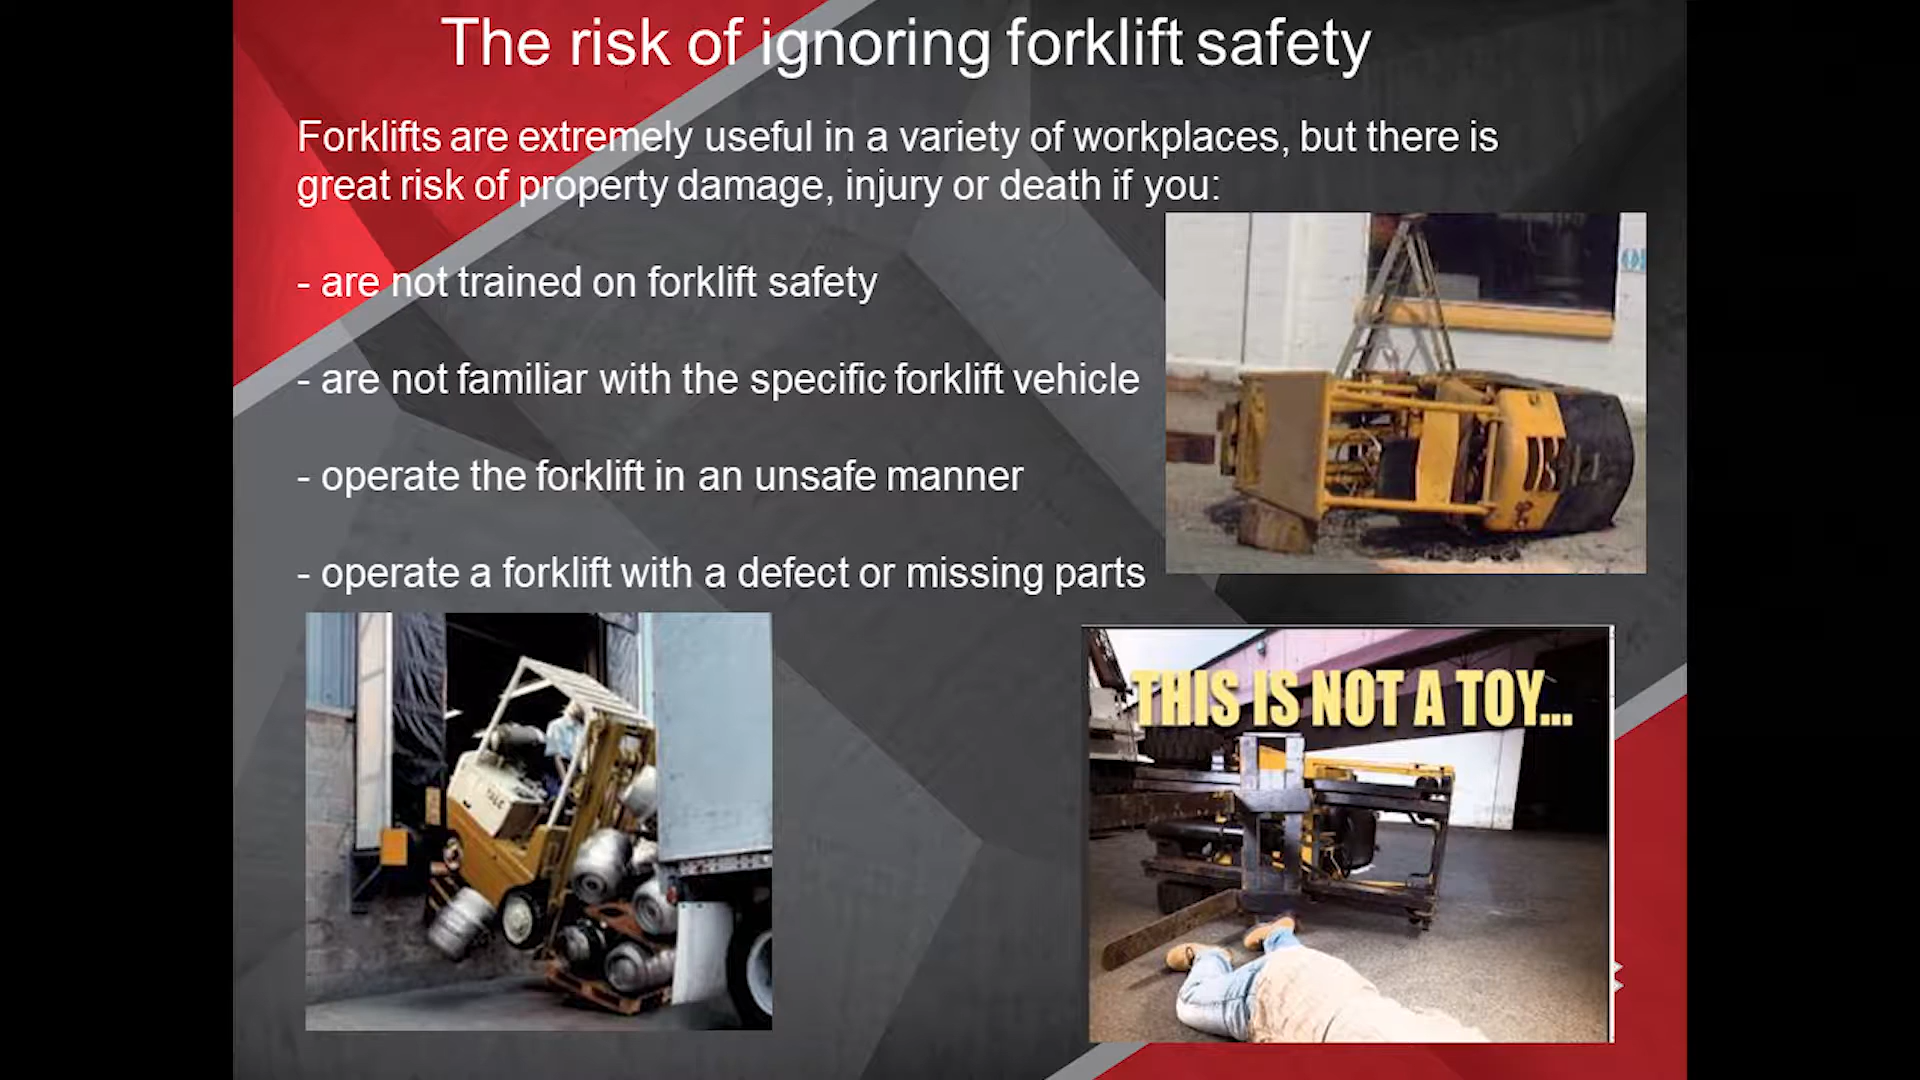 The risk of ignoring forklift safety
Forklifts are extremely useful in a variety of workplaces, but there is
great risk of property damage, injury or death if you:
- are not trained on forklift safety
- are not familiar with the specific forklift vehicle
- operate the forklift in an unsafe manner
- operate a forklift with a defect or missing parts
YALE
THIS IS NOT A TOY...